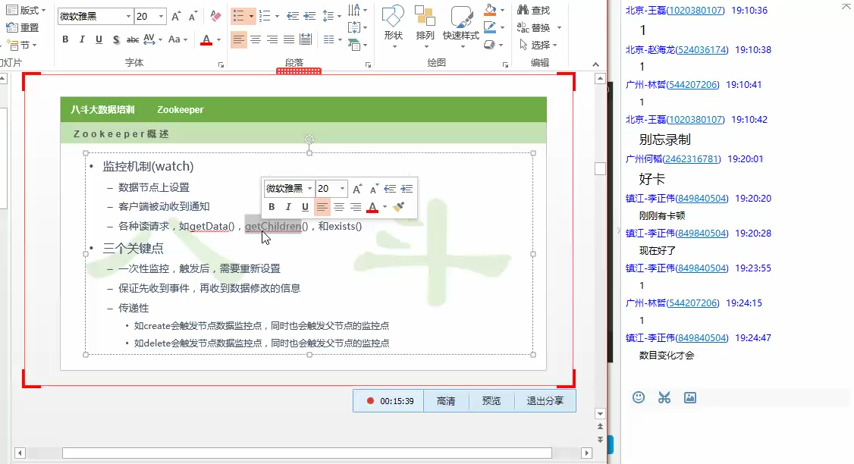 版式
微软雅黑
20
查找
重置
替换
形状
排列
快速样式
节
B I U S abc AV Aa A
选择
幻灯片
字体
段落
绘图
编辑
八斗大数据培训 Zookeeper
Zookeeper概述
• 监控机制(watch)
– 数据节点上设置
– 客户端被动收到通知
– 各种读请求，如getData()，getChildren()，和exists()
微软雅黑 20
B I U A
• 三个关键点
– 一次性监控，触发后，需要重新设置
– 保证先收到事件，再收到数据修改的信息
– 传递性
• 如create会触发节点数据监控点，同时也会触发父节点的监控点
• 如delete会触发节点数据监控点，同时也会触发父节点的监控点
八斗
00:15:39 高清 预览 退出分享
北京-王磊(1020380107) 19:10:36
1
北京-赵海龙(524036174) 19:10:38
1
广州-林哲(544207206) 19:10:41
1
北京-王磊(1020380107) 19:10:42
别忘录制
广州何韬(2462316781) 19:20:01
好卡
镇江-李正伟(849840504) 19:20:20
刚刚有卡顿
镇江-李正伟(849840504) 19:20:28
现在好了
镇江-李正伟(849840504) 19:23:55
1
广州-林哲(544207206) 19:24:15
1
镇江-李正伟(849840504) 19:24:47
数目变化才会